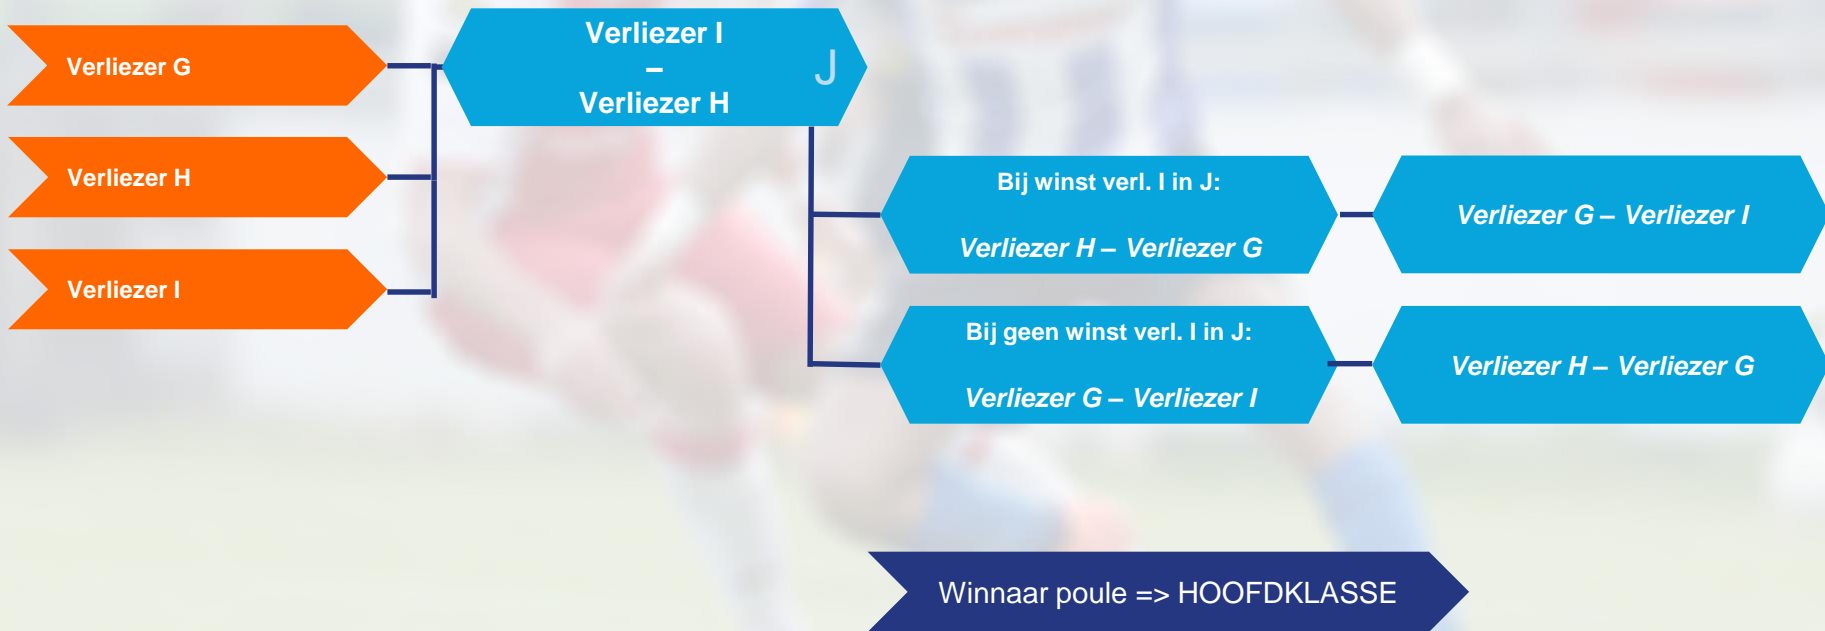 Verliezer G
Verliezer H
Verliezer I
Verliezer I
–
Verliezer H
J
Bij winst verl. I in J:
Verliezer H – Verliezer G
Verliezer G – Verliezer I
Bij geen winst verl. I in J:
Verliezer G – Verliezer I
Verliezer H – Verliezer G
Winnaar poule => HOOFDKLASSE